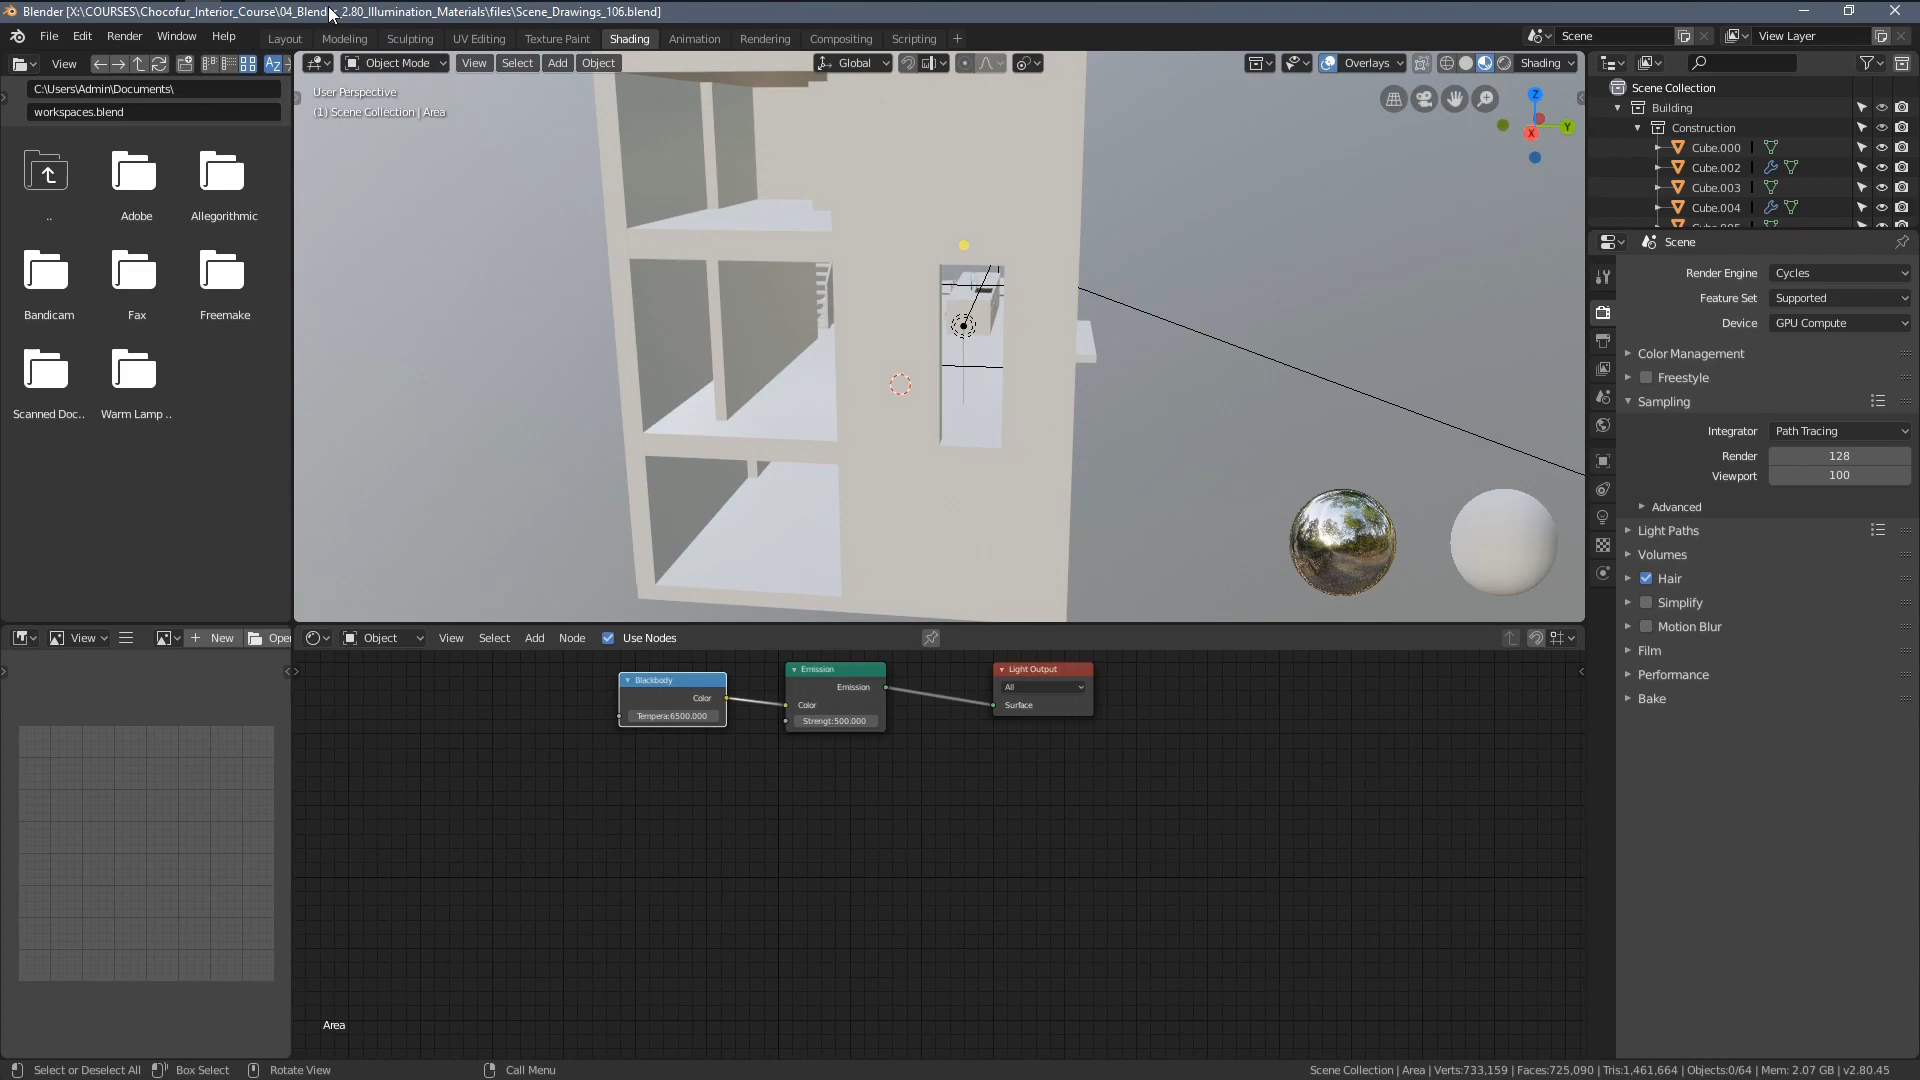 Blender [X:\COURSES\Chocofur_Interior_Course\04_Blender_2.80_Illumination_Materials\files\Scene_Drawings_106.blend]
File Edit Render Window Help
Layout Modeling Sculpting UV Editing Texture Paint Shading Animation Rendering Compositing Scripting +
Scene
View Layer
View
C:\Users\Admin\Documents\
workspaces.blend
..
Adobe
Allegorithmic
Bandicam
Fax
Freemake
Scanned Doc..
Warm Lamp ..
Object Mode View Select Add Object
Global
Overlays
Shading
User Perspective
(1) Scene Collection | Area
Z
Y
X
Scene Collection
Building
Construction
Cube.000
Cube.002
Cube.003
Cube.004
Scene
Render Engine Cycles
Feature Set Supported
Device GPU Compute
Color Management
Freestyle
Sampling
Integrator Path Tracing
Render 128
Viewport 100
Advanced
Light Paths
Volumes
Hair
Simplify
Motion Blur
Film
Performance
Bake
View
New
Open
Object View Select Add Node Use Nodes
Blackbody
Color
Tempera:6500.000
Emission
Emission
Color
Strengt:500.000
Light Output
All
Surface
Area
Select or Deselect All Box Select Rotate View Call Menu
Scene Collection | Area | Verts:733,159 | Faces:725,090 | Tris:1,461,664 | Objects:0/64 | Mem: 2.07 GB | v2.80.45